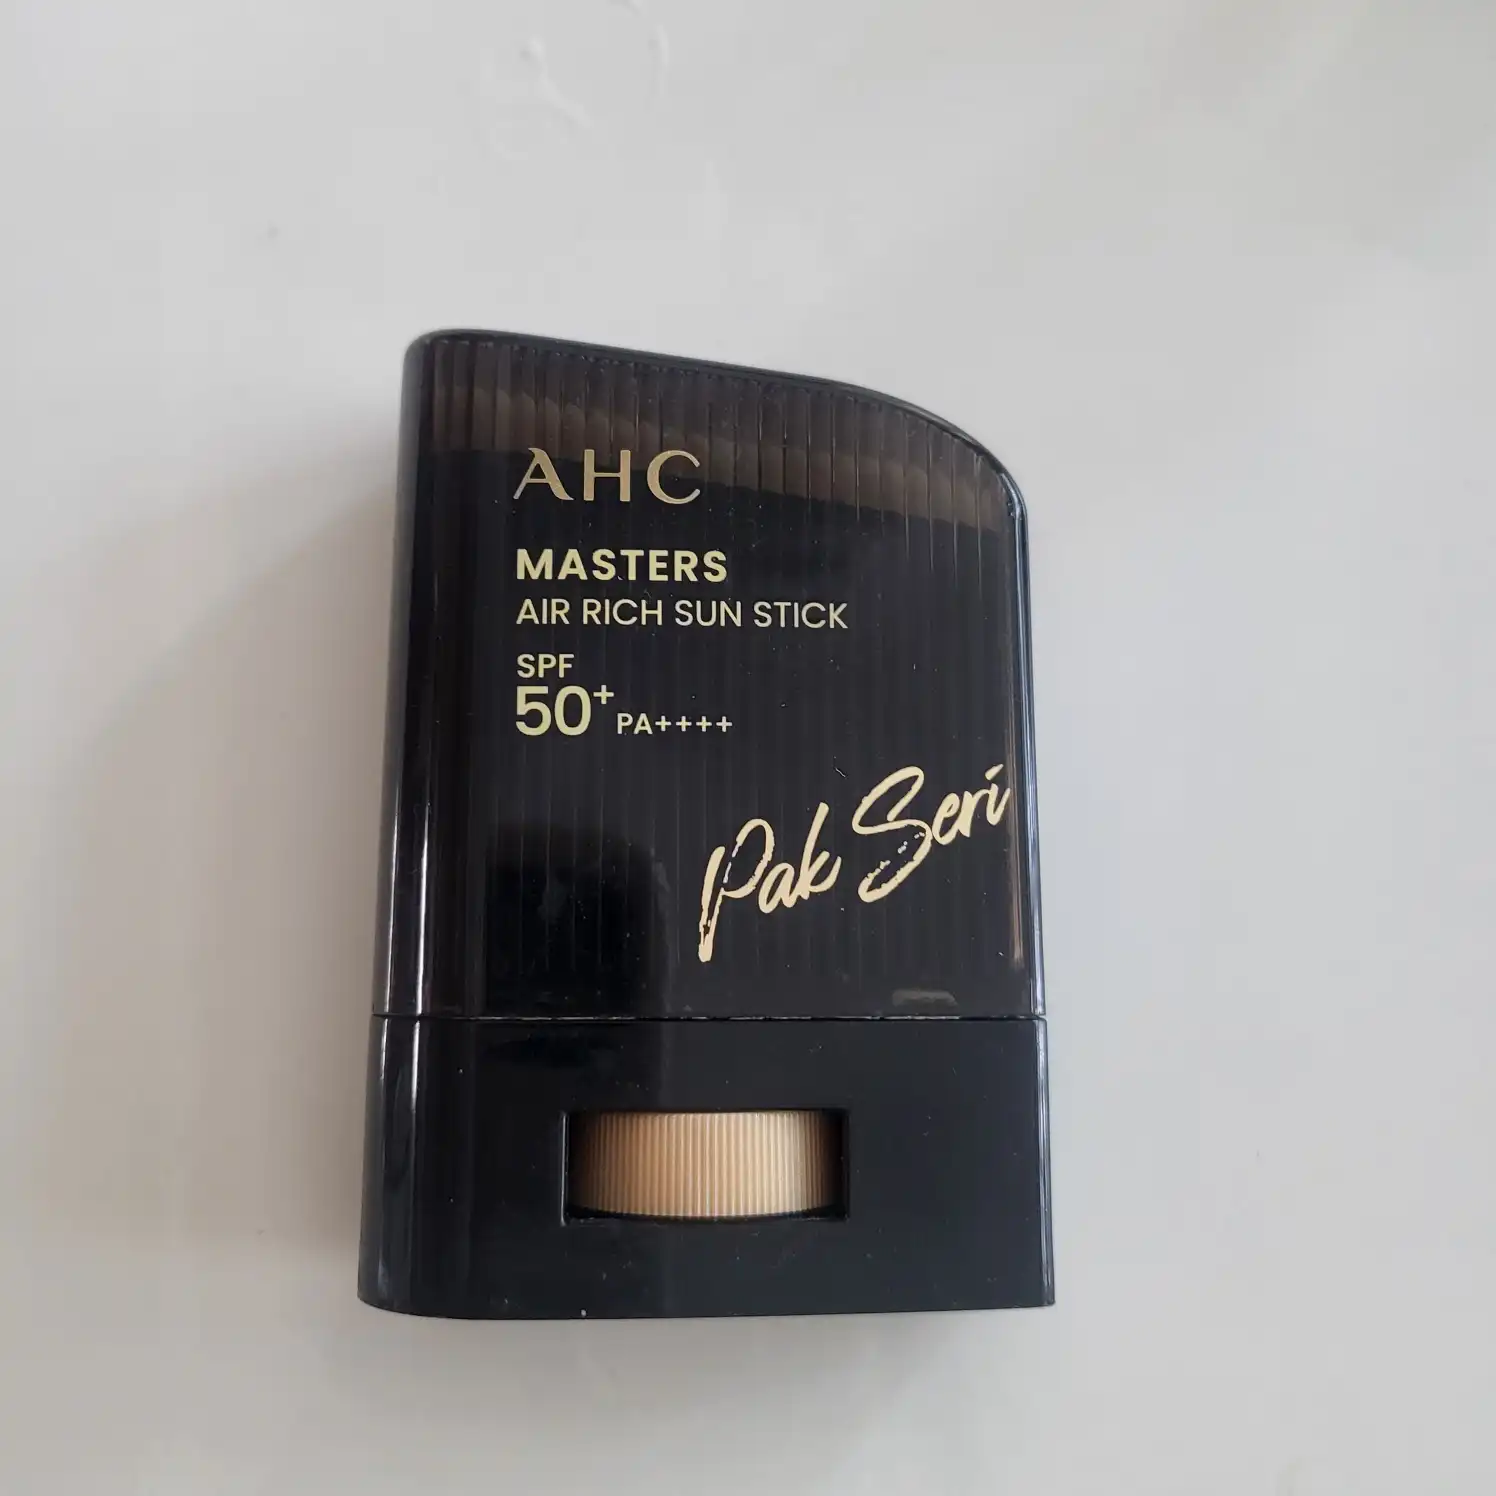 AHC
MASTERS
AIR RICH SUN STICK
SPF
50+ PA++++
Pak Seri